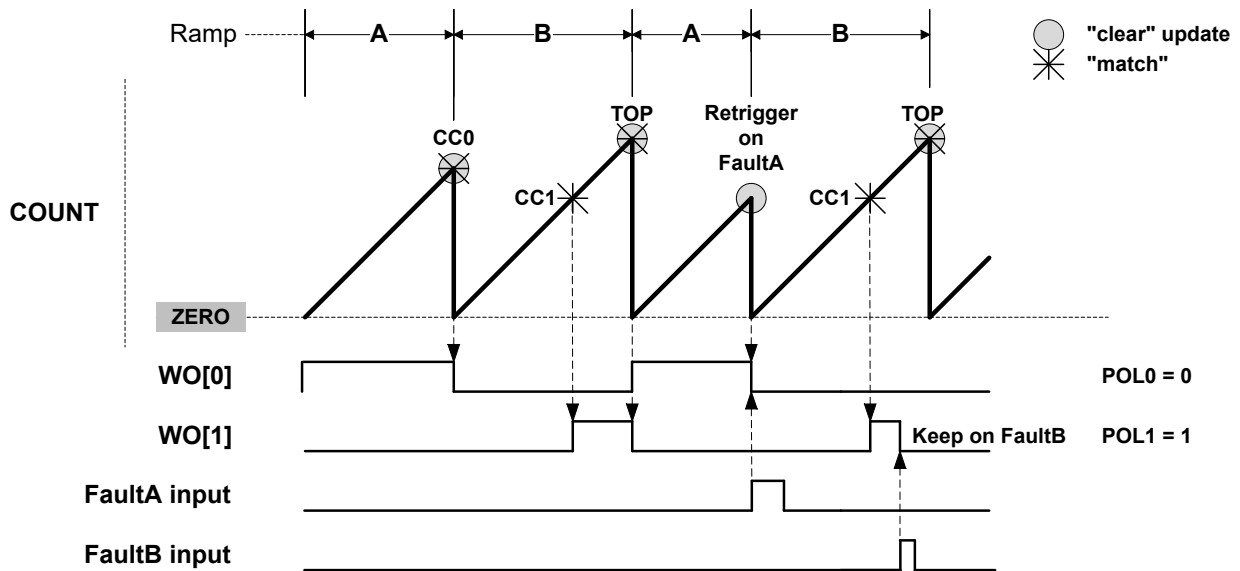 Ramp
A
B
A
B
"clear" update
"match"
COUNT
CC0
TOP
Retrigger
on
FaultA
TOP
CC1
CC1
ZERO
WO[0]
POL0 = 0
WO[1]
Keep on FaultB
POL1 = 1
FaultA input
FaultB input